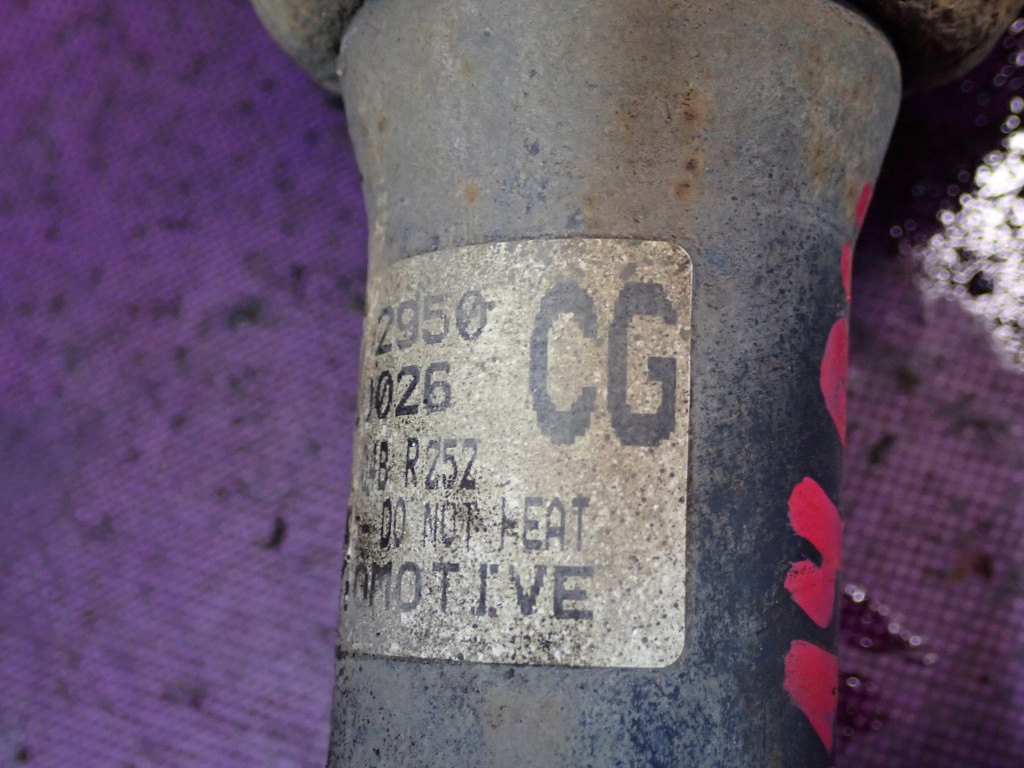 2950 CG
026
B R252
- DO NOT HEAT
OMOTIVE